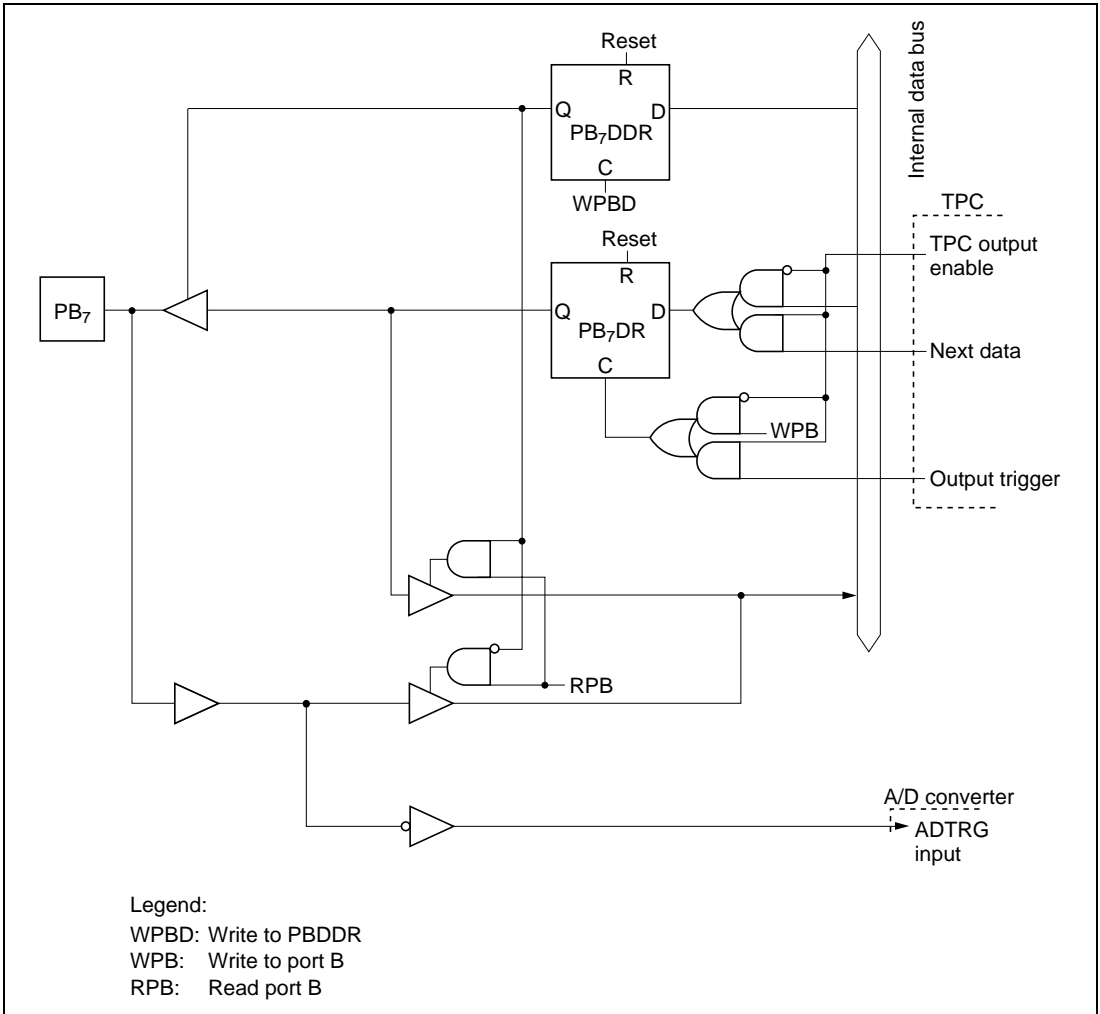 Reset
R
Internal data bus
Q
D
PB₇DDR
C
WPBD
TPC
TPC output
enable
Reset
R
PB₇
Q
D
PB₇DR
C
Next data
WPB
Output trigger
RPB
A/D converter
ADTRG
input
Legend:
WPBD: Write to PBDDR
WPB: Write to port B
RPB: Read port B